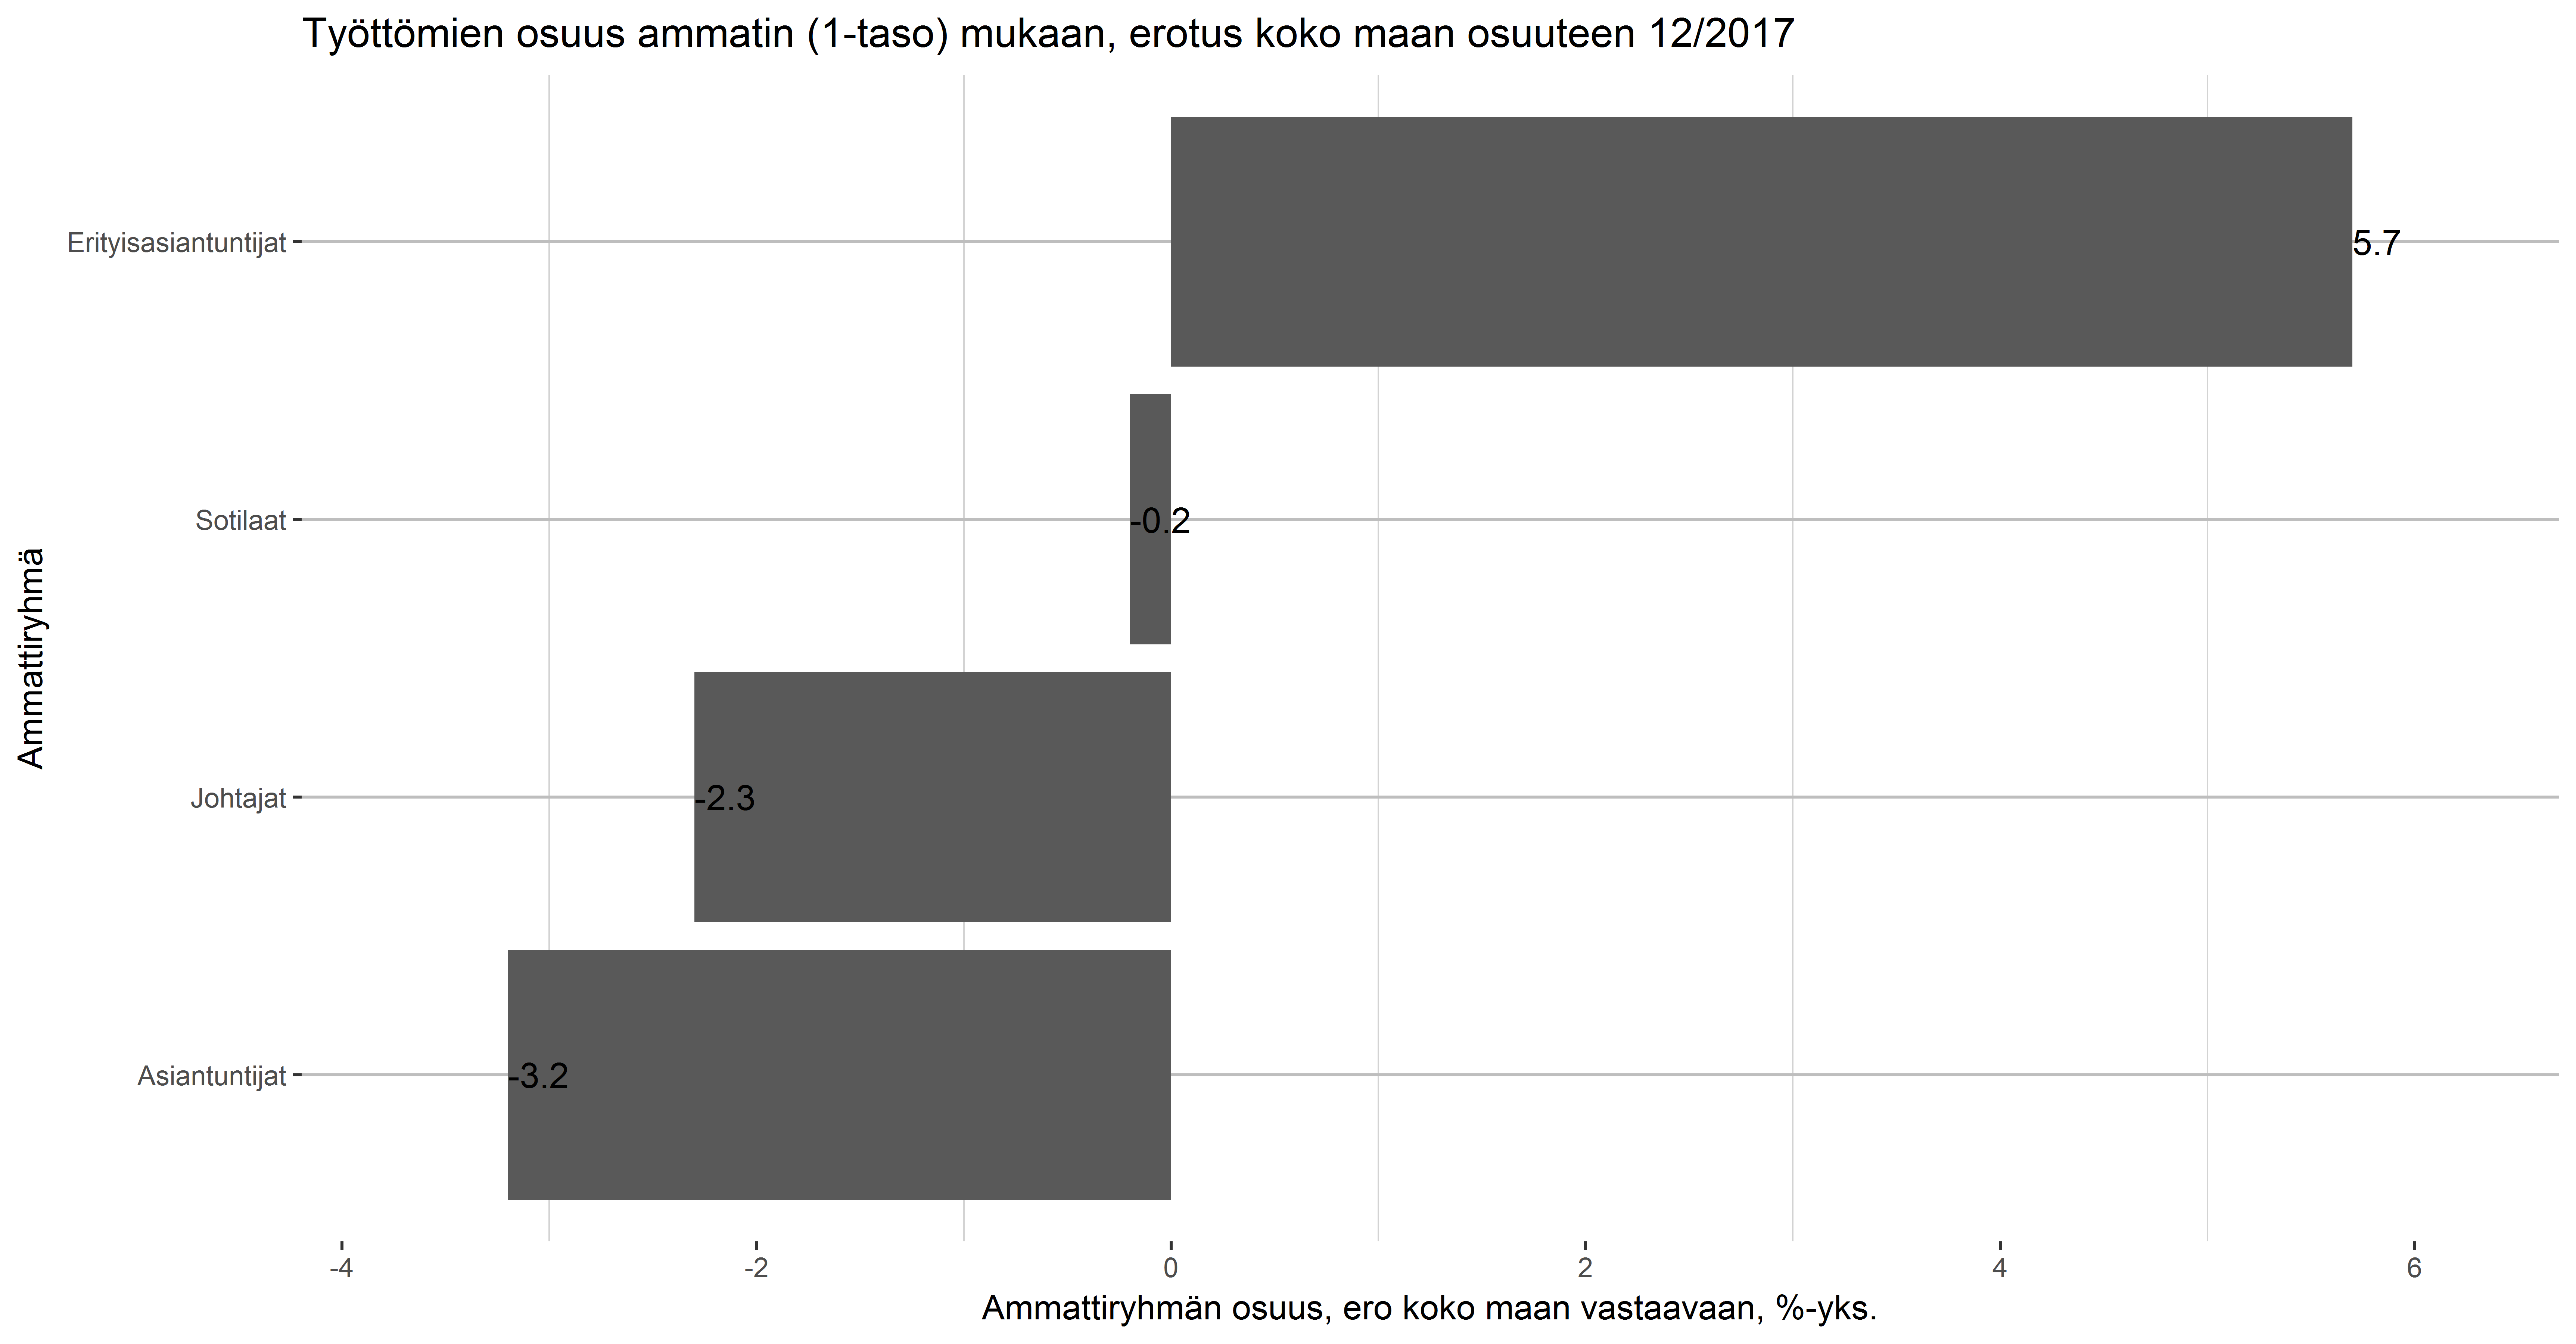 Työttömien osuus ammatin (1-taso) mukaan, erotus koko maan osuuteen 12/2017
Ammattiryhmä
Erityisasiantuntijat
5.7
Sotilaat
-0.2
Johtajat
-2.3
Asiantuntijat
-3.2
-4 -2 0 2 4 6
Ammattiryhmän osuus, ero koko maan vastaavaan, %-yks.